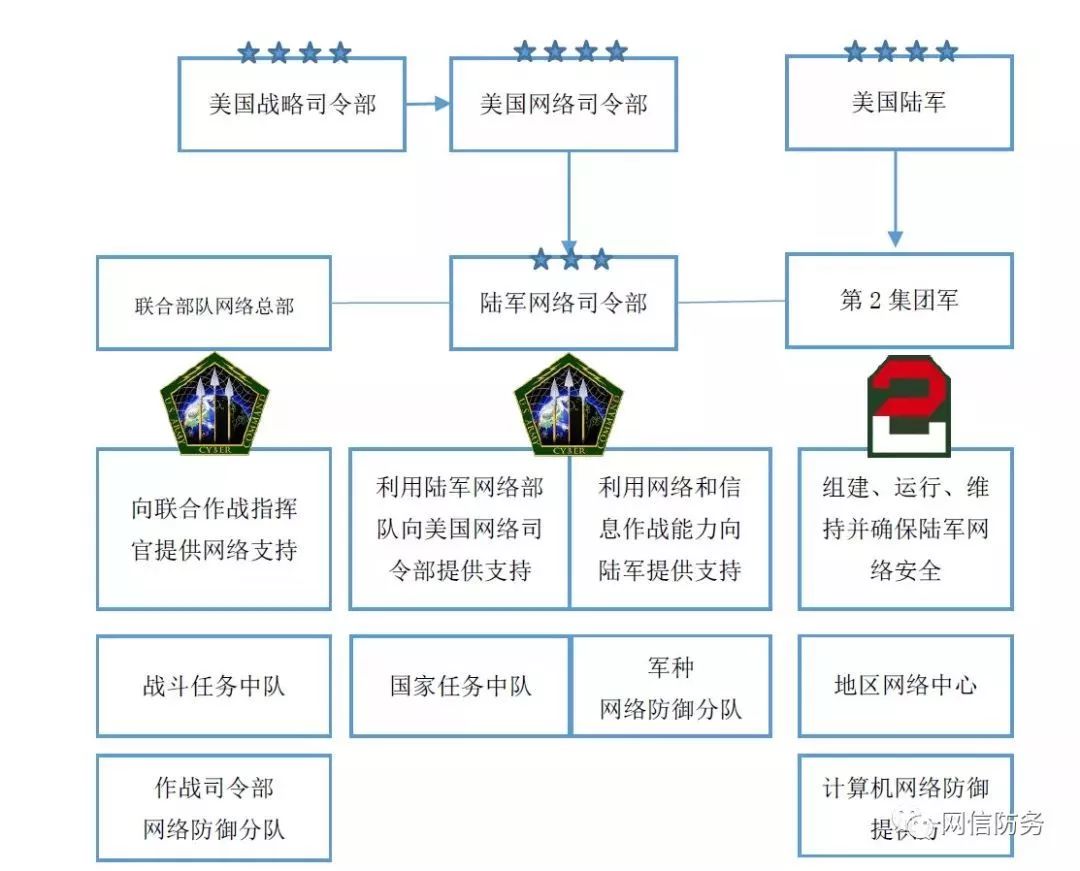 美国战略司令部
美国网络司令部
美国陆军
联合部队网络总部
陆军网络司令部
第2集团军
U.S. ARMY
CYBER
COMMAND
U.S. ARMY
CYBER
COMMAND
2
向联合作战指挥
官提供网络支持
利用陆军网络部
队向美国网络司
令部提供支持
利用网络和信
息作战能力向
陆军提供支持
组建、运行、维
持并确保陆军网
络安全
战斗任务中队
国家任务中队
军种
网络防御分队
地区网络中心
作战司令部
网络防御分队
计算机网络防御
提供方
网信防务